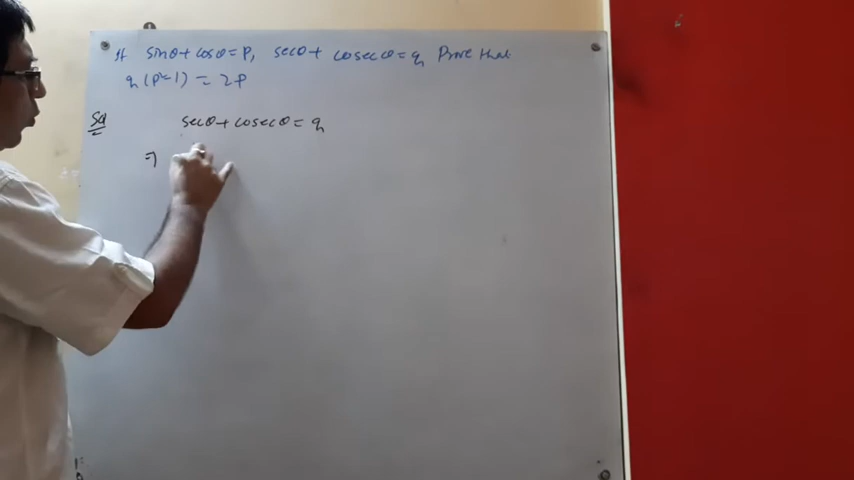 If sinθ + cosθ = p, secθ + cosecθ = q Prove that
q (p²-1) = 2p
Sol
secθ + cosecθ = q
⇒